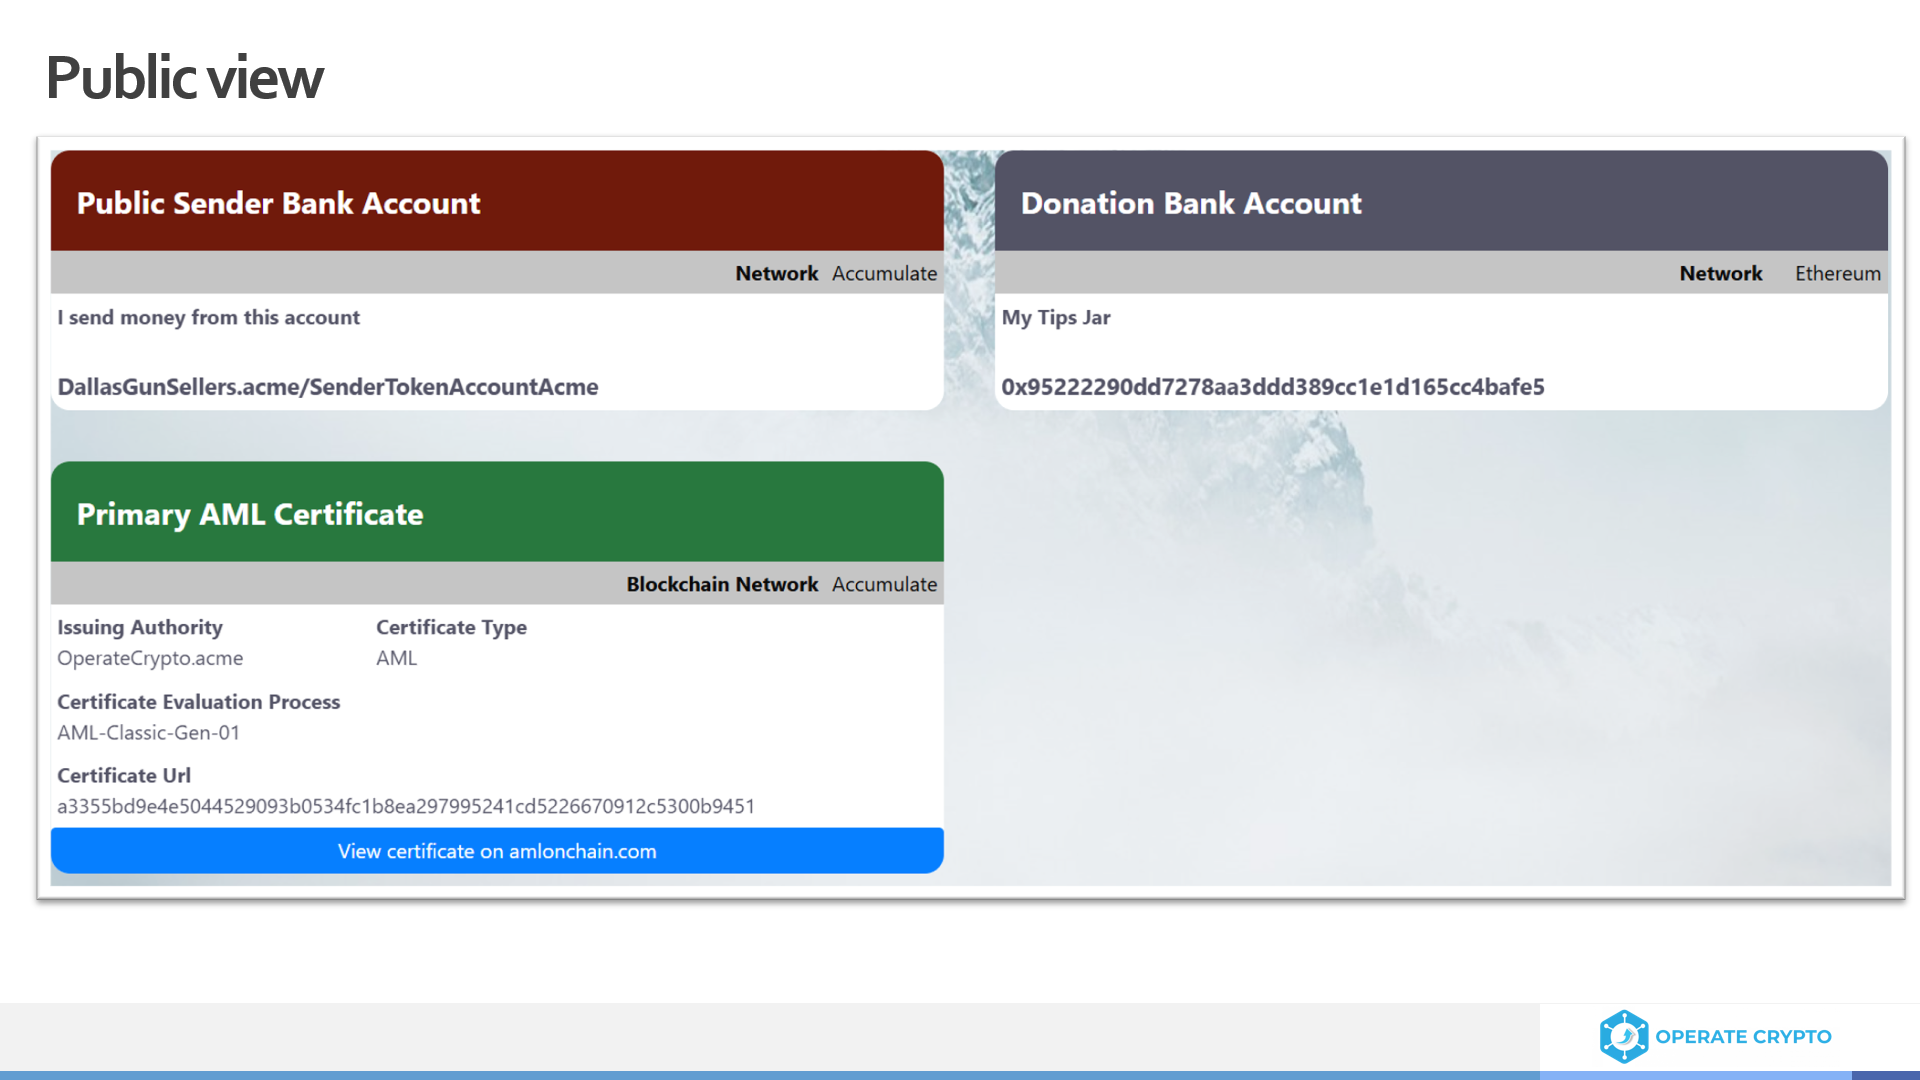 Public view
Public Sender Bank Account
Network Accumulate
I send money from this account
DallasGunSellers.acme/SenderTokenAccountAcme
Donation Bank Account
Network Ethereum
My Tips Jar
0x95222290dd7278aa3ddd389cc1e1d165cc4bafe5
Primary AML Certificate
Blockchain Network Accumulate
Issuing Authority Certificate Type
OperateCrypto.acme AML
Certificate Evaluation Process
AML-Classic-Gen-01
Certificate Url
a3355bd9e4e5044529093b0534fc1b8ea297995241cd5226670912c5300b9451
View certificate on amlonchain.com
OPERATE CRYPTO